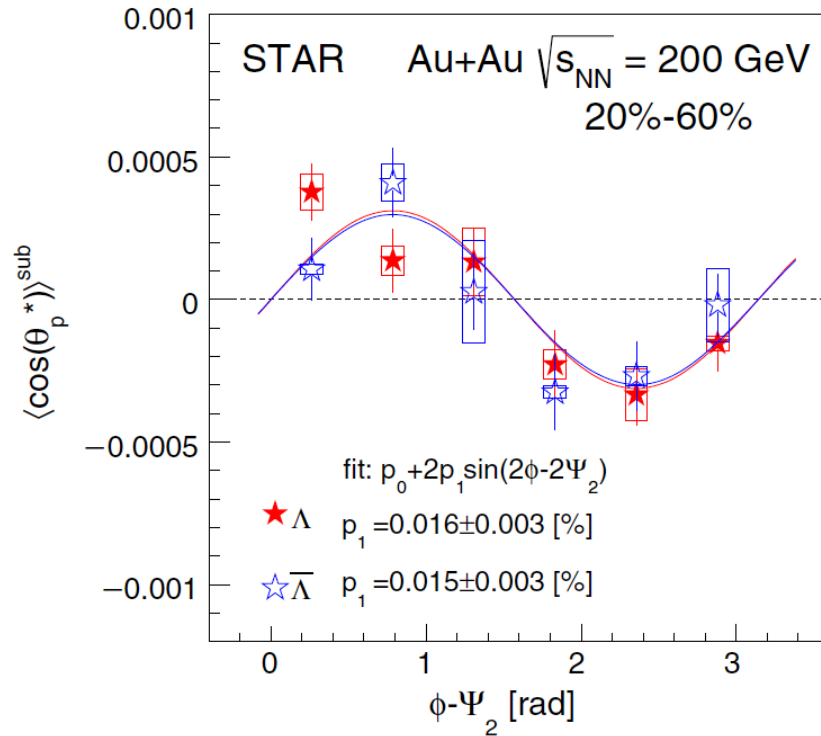 STAR Au+Au √s_NN = 200 GeV
20%-60%
⟨cos(θ_p*)⟩^sub
0.001
0.0005
0
−0.0005
−0.001
fit: p_0+2p_1sin(2ϕ-2Ψ_2)
Λ p_1=0.016±0.003 [%]
Λ̅ p_1=0.015±0.003 [%]
0 1 2 3
ϕ-Ψ_2 [rad]